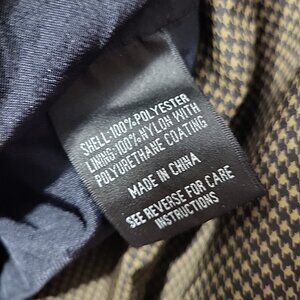 SHELL:100%POLYESTER
LINING:100%NYLON WITH
POLYURETHANE COATING
MADE IN CHINA
SEE REVERSE FOR CARE
INSTRUCTIONS